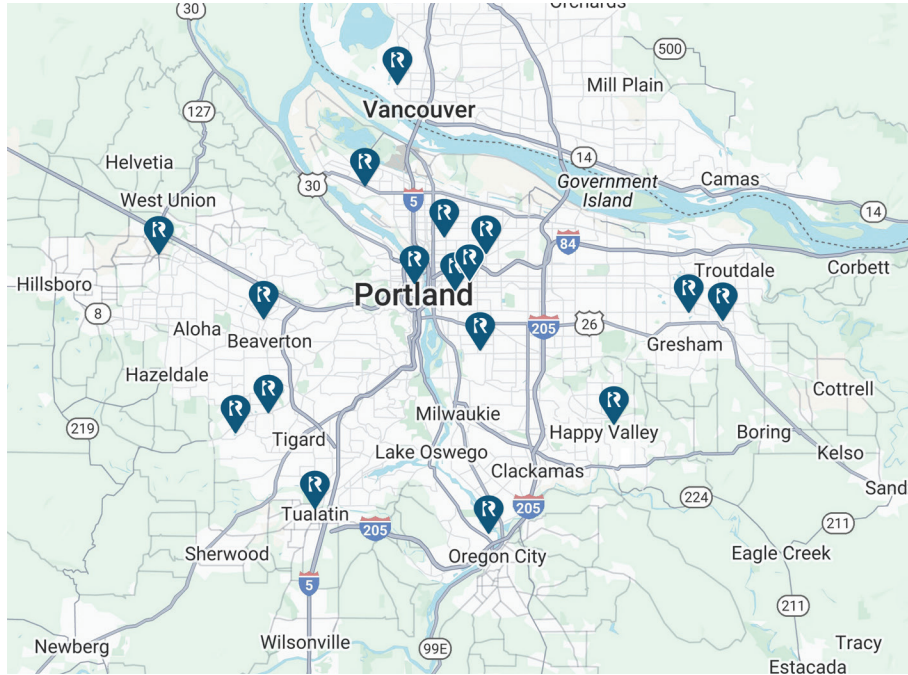 Orchards
30
500
Mill Plain
Vancouver
127
Helvetia
14
30
Camas
Government
Island
West Union
5
14
84
Troutdale
Corbett
Hillsboro
Portland
8
205
26
Aloha
Beaverton
Gresham
Hazeldale
Cottrell
Milwaukie
219
Tigard
Happy Valley
Boring
Lake Oswego
Kelso
Clackamas
Sand
224
Tualatin
205
205
211
Sherwood
Oregon City
Eagle Creek
5
211
Newberg
Wilsonville
99E
Tracy
Estacada